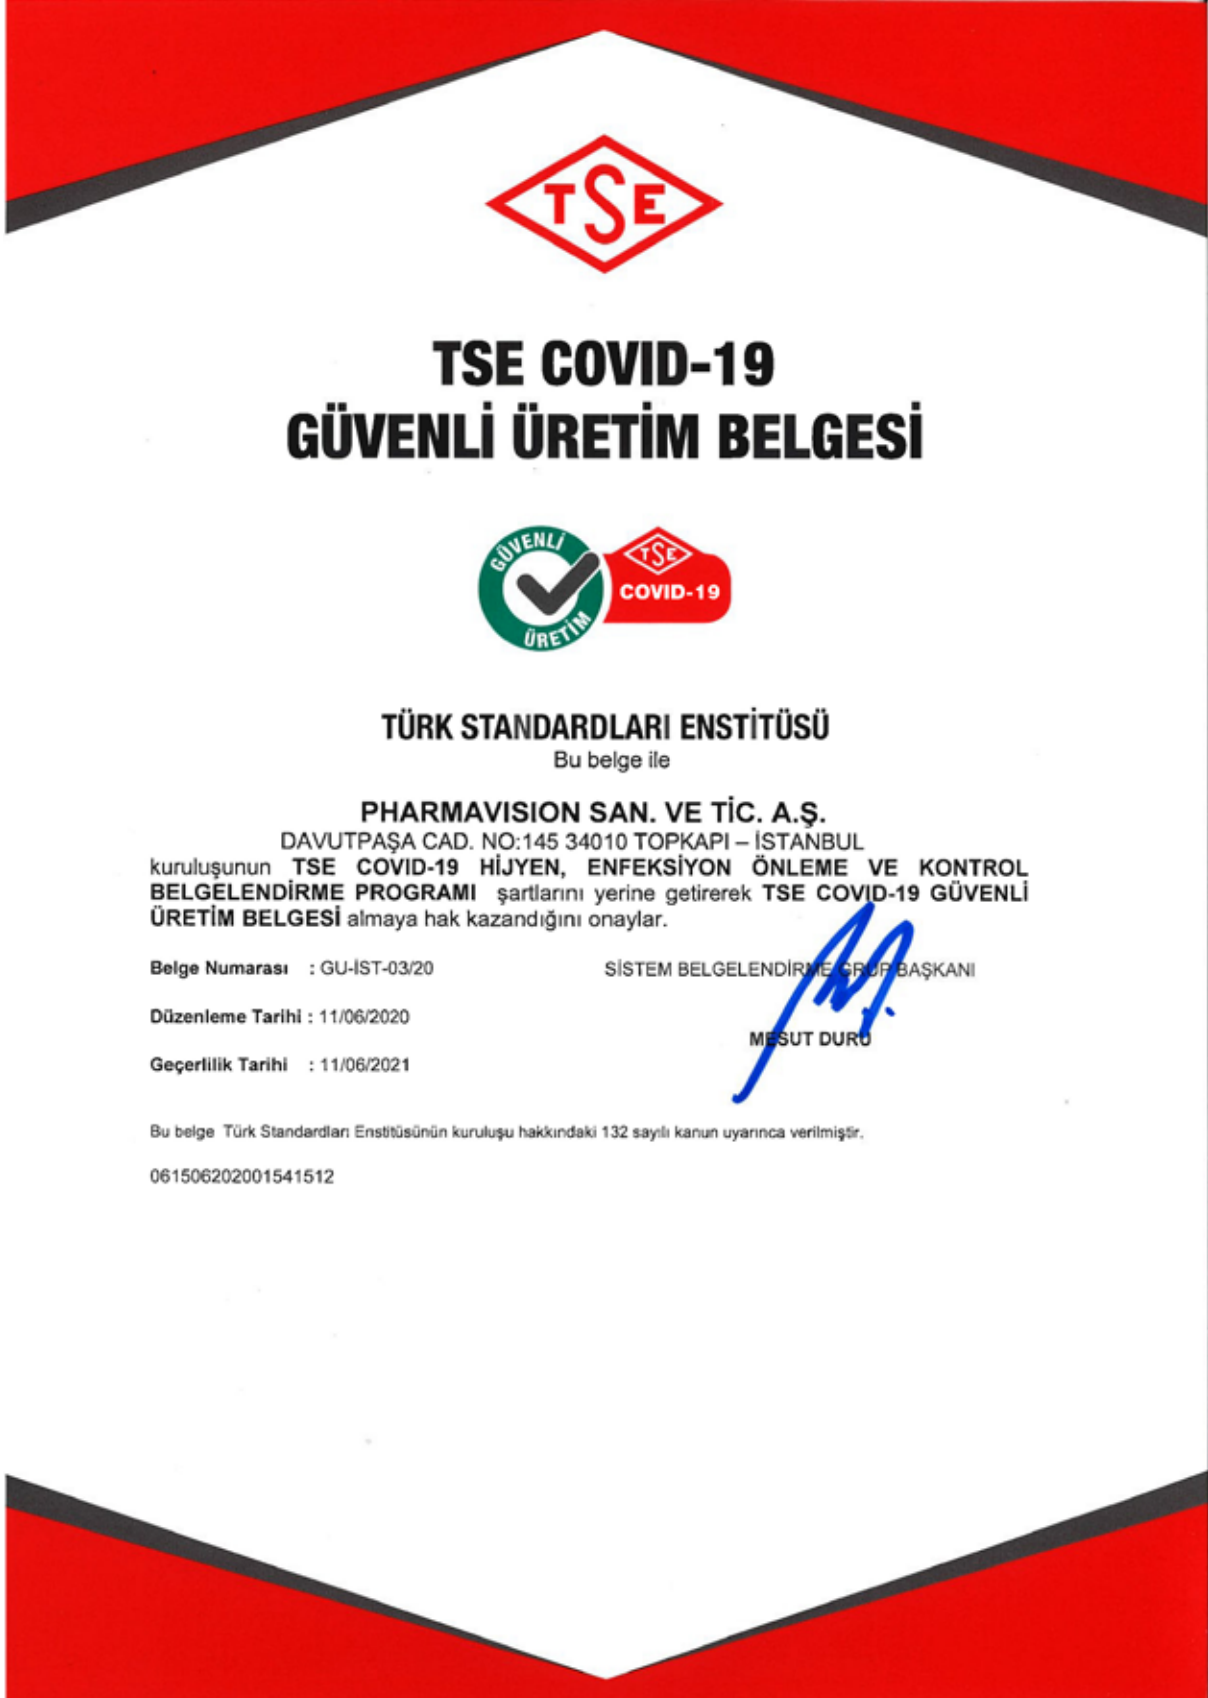 TSE
TSE COVID-19
GÜVENLİ ÜRETİM BELGESİ
GÜVENLİ
ÜRETİM
TSE
COVID-19
TÜRK STANDARDLARI ENSTİTÜSÜ
Bu belge ile
PHARMAVISION SAN. VE TİC. A.Ş.
DAVUTPAŞA CAD. NO:145 34010 TOPKAPI – İSTANBUL
kuruluşunun TSE COVID-19 HİJYEN, ENFEKSİYON ÖNLEME VE KONTROL
BELGELENDİRME PROGRAMI şartlarını yerine getirerek TSE COVID-19 GÜVENLİ
ÜRETİM BELGESİ almaya hak kazandığını onaylar.
Belge Numarası : GU-İST-03/20
SİSTEM BELGELENDİRME GRUP BAŞKANI
Düzenleme Tarihi : 11/06/2020
MESUT DURU
Geçerlilik Tarihi : 11/06/2021
Bu belge Türk Standardları Enstitüsünün kuruluşu hakkındaki 132 sayılı kanun uyarınca verilmiştir.
061506202001541512